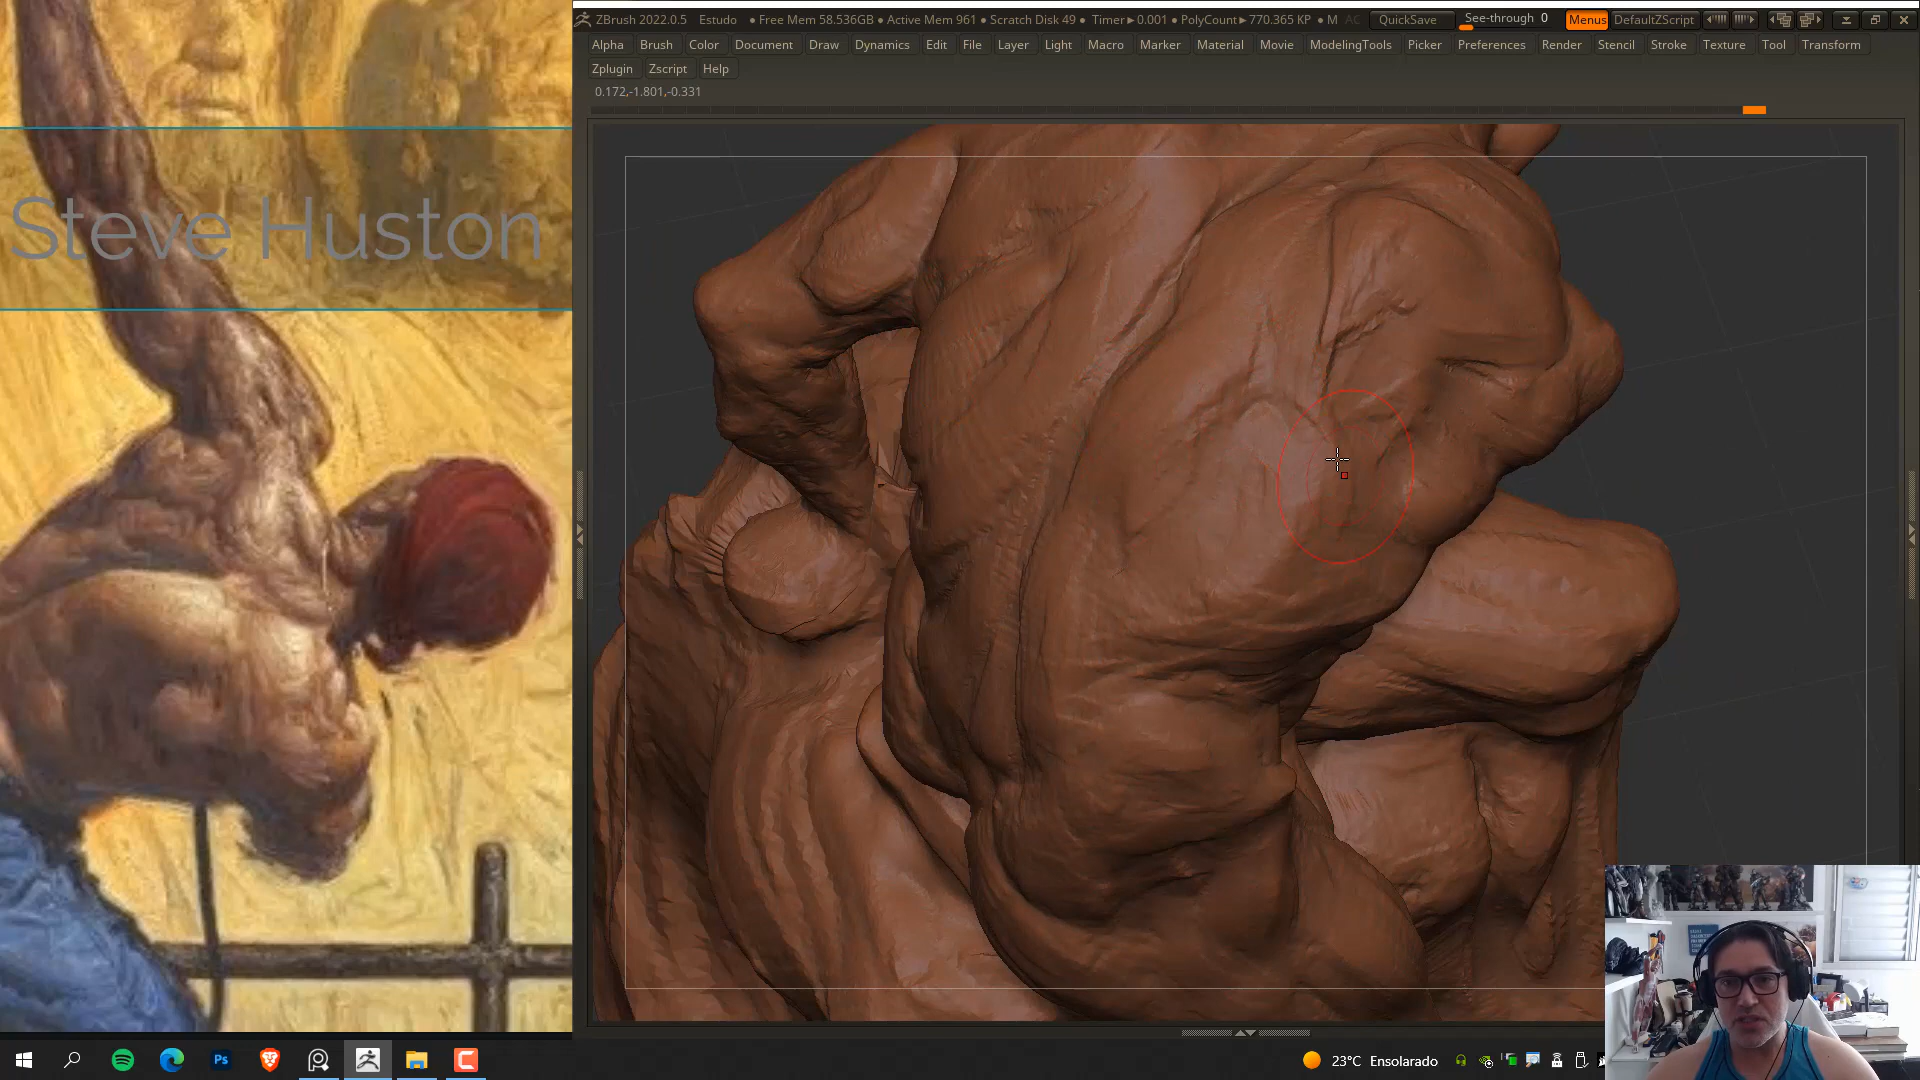 ZBrush 2022.0.5 Estudo • Free Mem 58.536GB • Active Mem 961 • Scratch Disk 49 • Timer▸0.001 • PolyCount▸770.365 KP • M AC QuickSave See-through 0 Menus DefaultZScript
Alpha Brush Color Document Draw Dynamics Edit File Layer Light Macro Marker Material Movie ModelingTools Picker Preferences Render Stencil Stroke Texture Tool Transform
Zplugin Zscript Help
0.172,-1.801,-0.331
Steve Huston
Ps
23°C Ensolarado